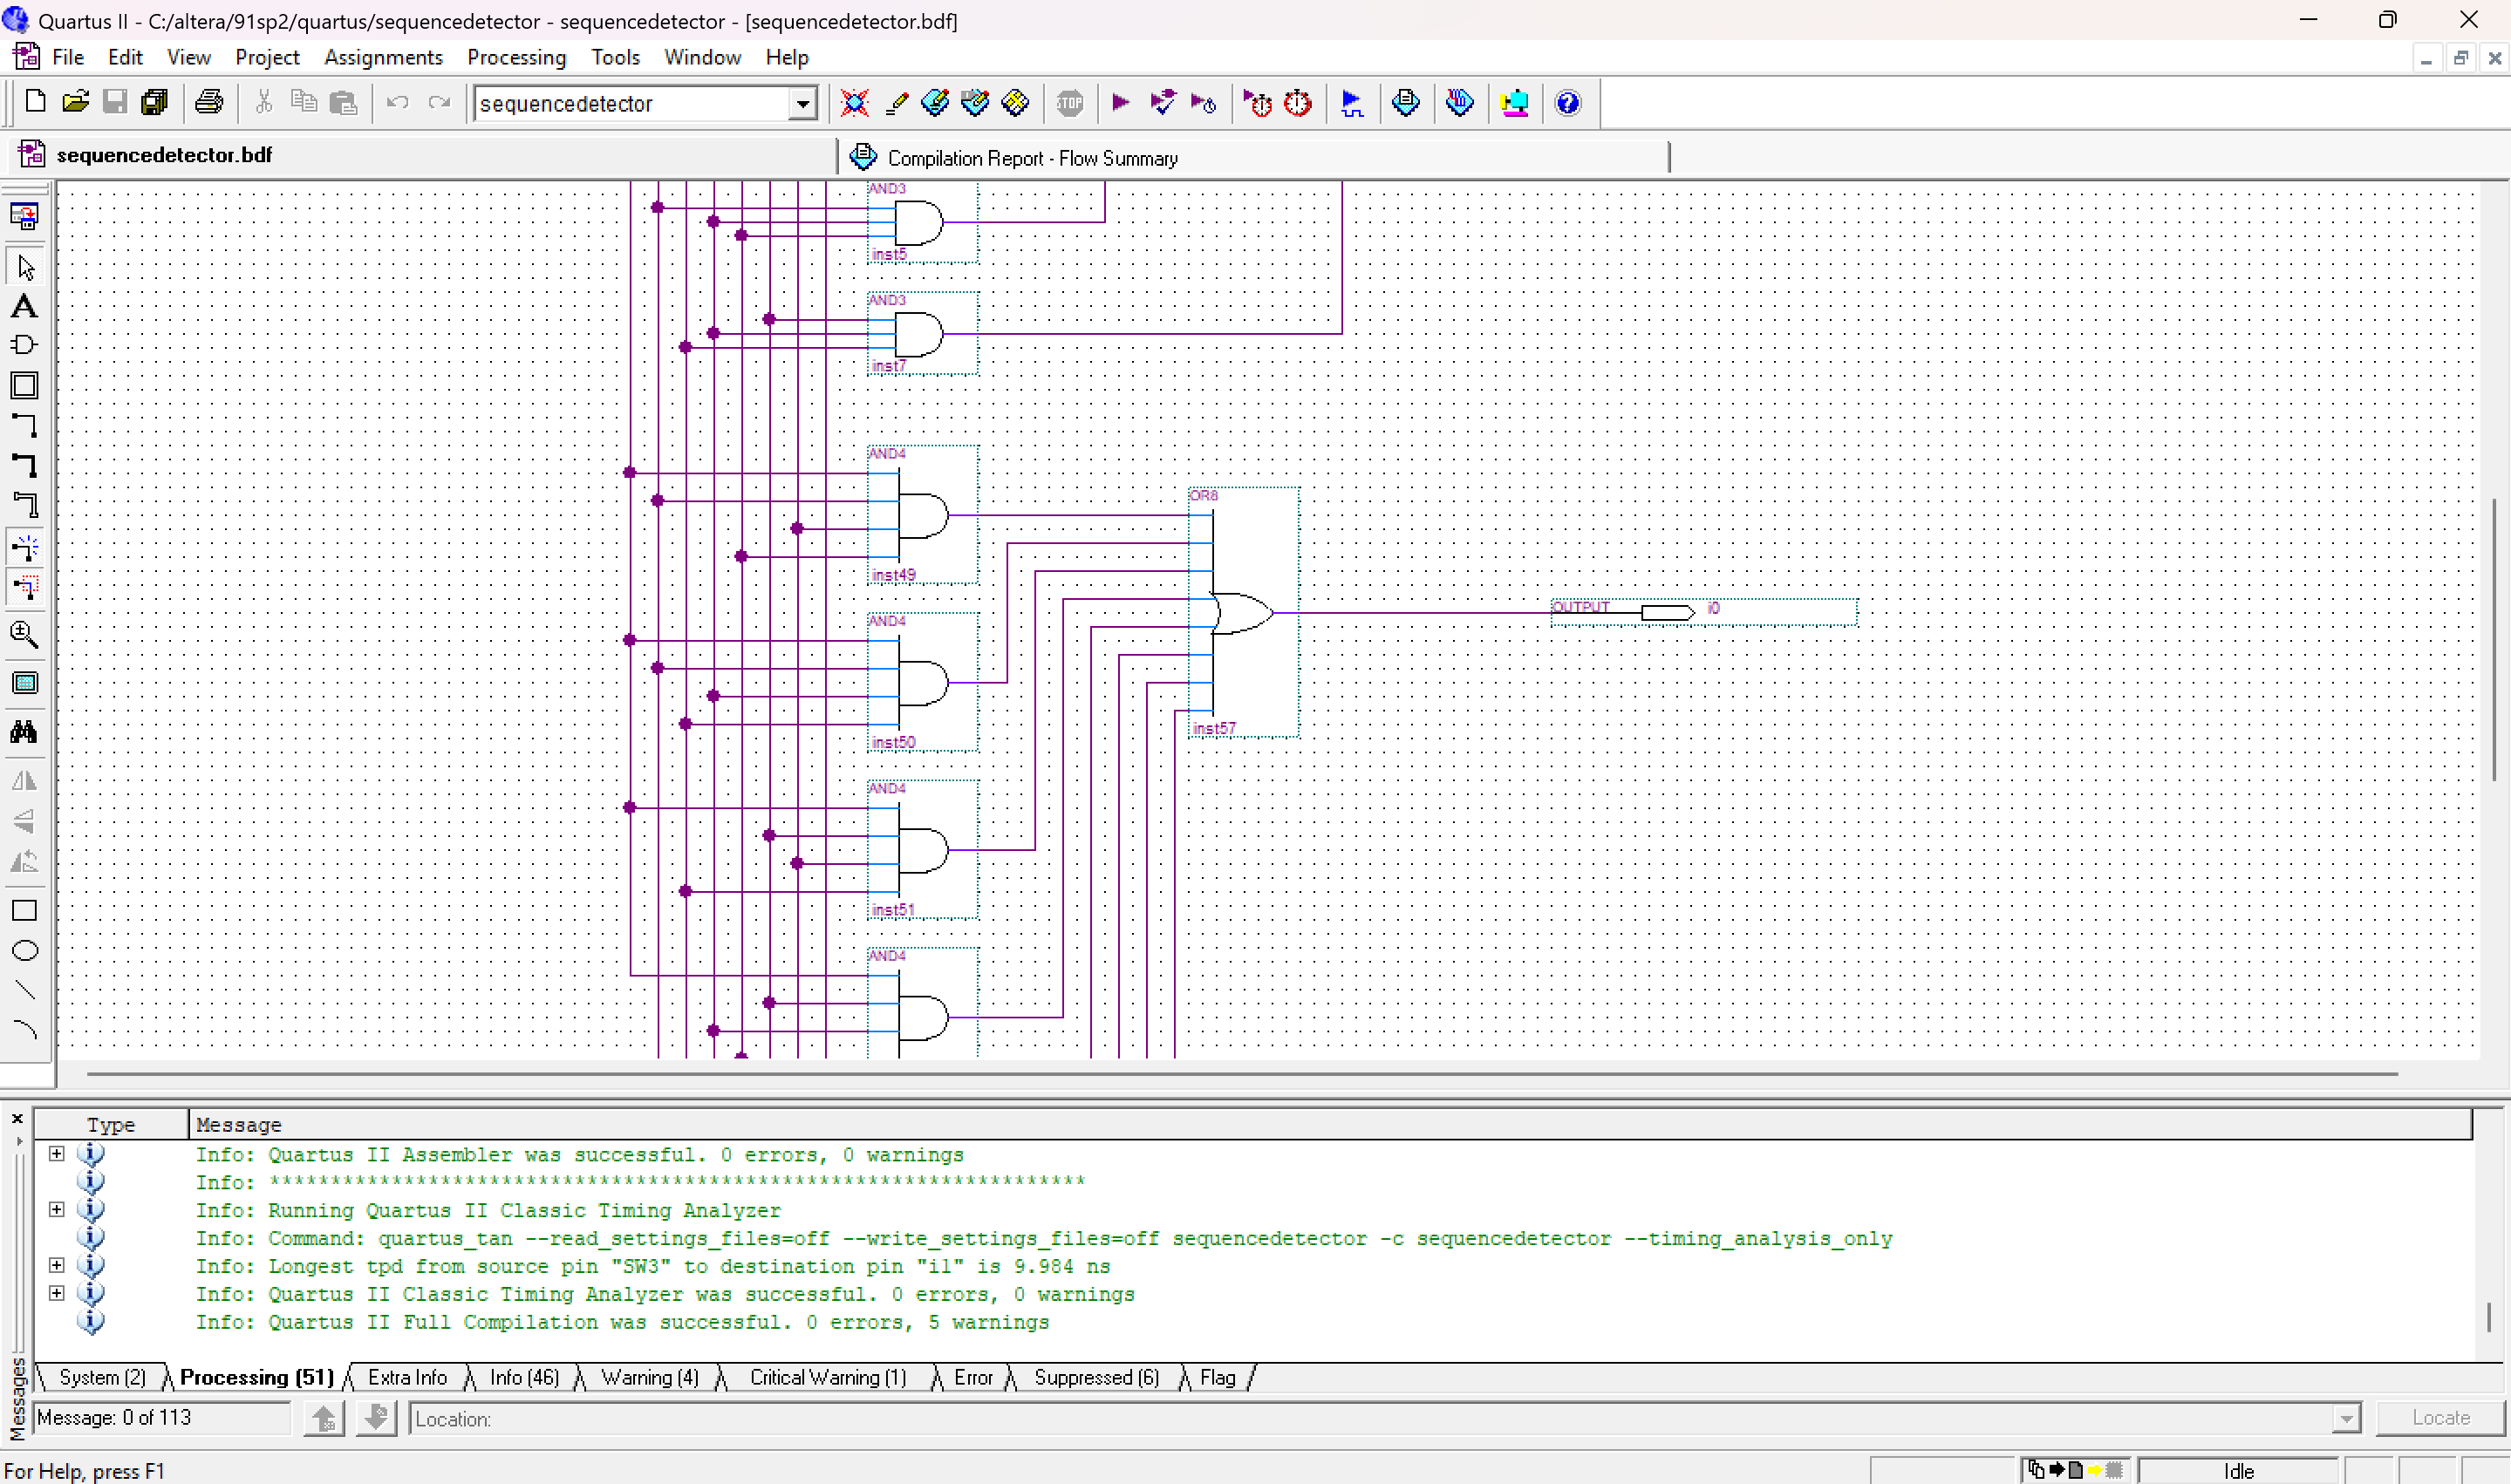 Quartus II - C:/altera/91sp2/quartus/sequencedetector - sequencedetector - [sequencedetector.bdf]
File Edit View Project Assignments Processing Tools Window Help
sequencedetector
STOP
sequencedetector.bdf
Compilation Report - Flow Summary
AND3
inst5
AND3
inst7
AND4
inst49
OR8
inst57
OUTPUT i0
AND4
inst50
AND4
inst51
AND4
Type Message
Info: Quartus II Assembler was successful. 0 errors, 0 warnings
Info: *******************************************************************
Info: Running Quartus II Classic Timing Analyzer
Info: Command: quartus_tan --read_settings_files=off --write_settings_files=off sequencedetector -c sequencedetector --timing_analysis_only
Info: Longest tpd from source pin "SW3" to destination pin "i1" is 9.984 ns
Info: Quartus II Classic Timing Analyzer was successful. 0 errors, 0 warnings
Info: Quartus II Full Compilation was successful. 0 errors, 5 warnings
System (2) Processing (51) Extra Info Info (46) Warning (4) Critical Warning (1) Error Suppressed (6) Flag
Messages
Message: 0 of 113
Location:
Locate
For Help, press F1
Idle